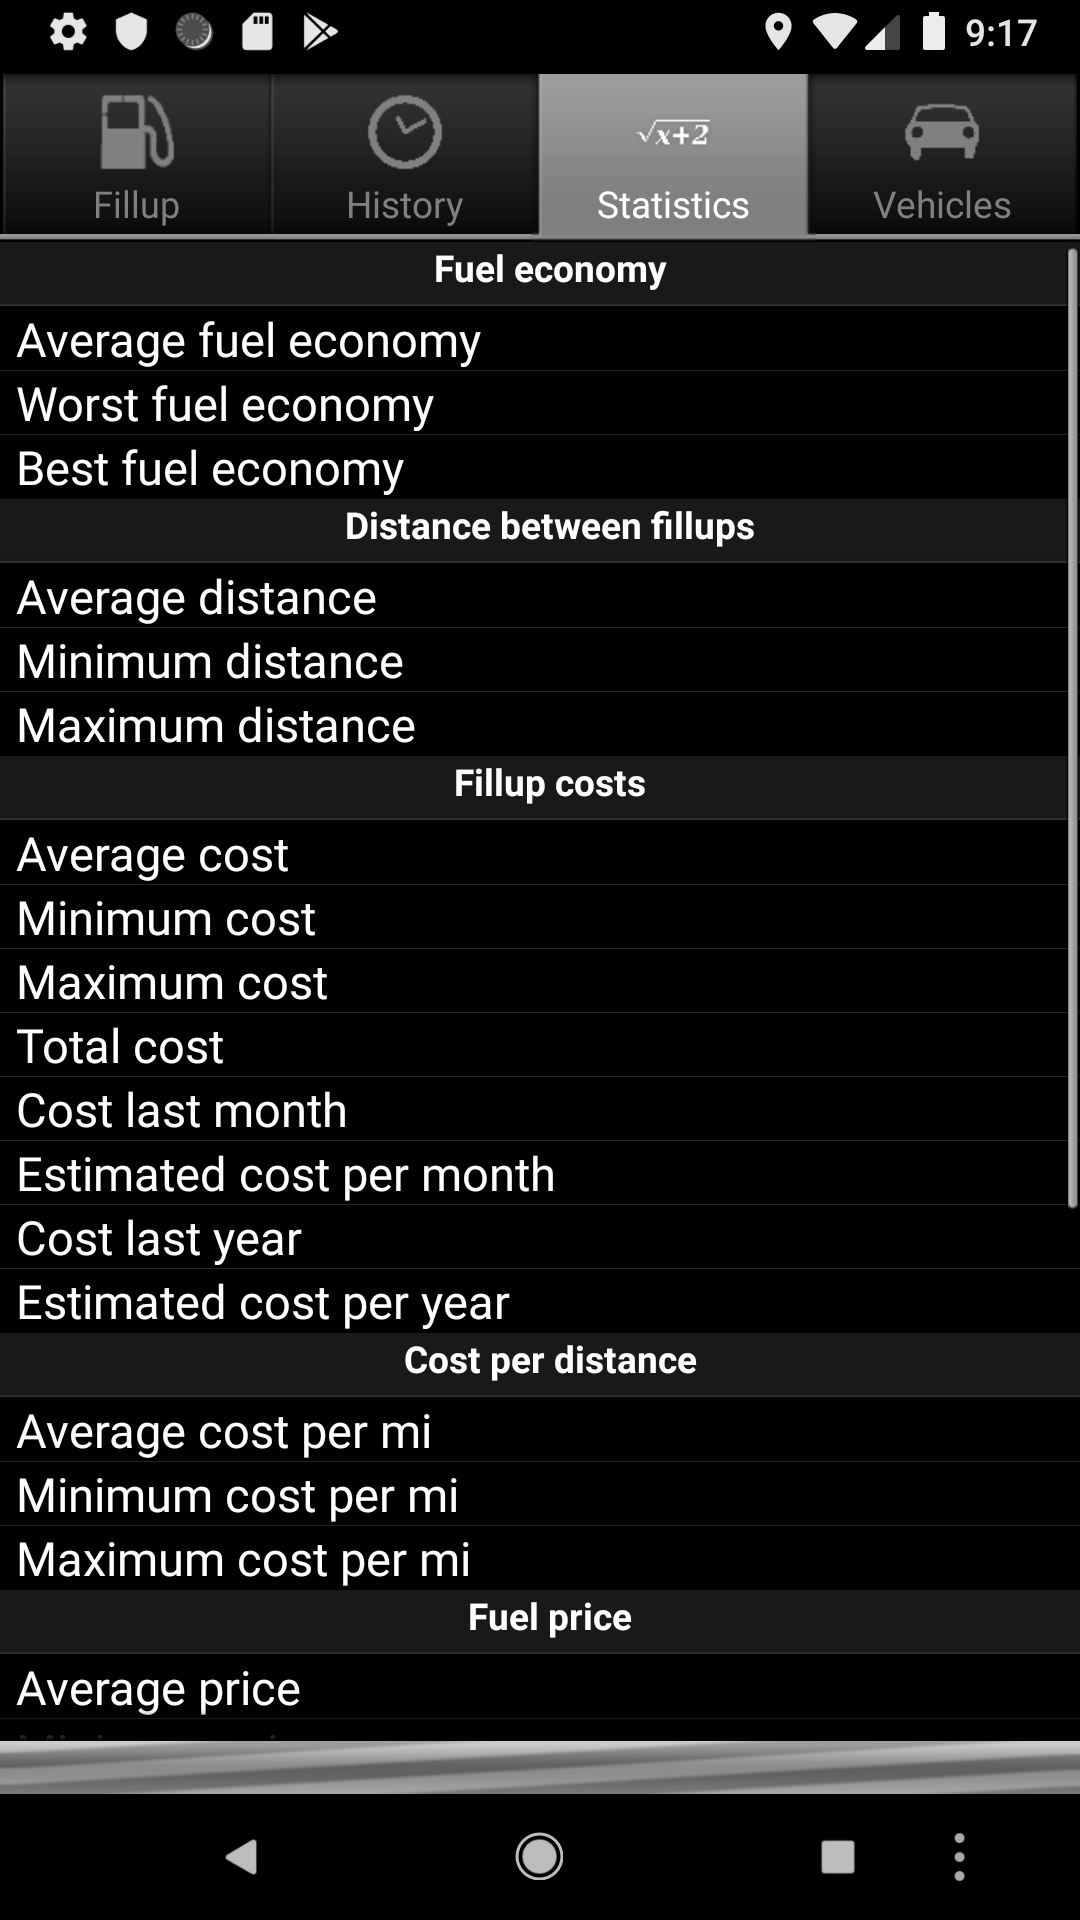 9:17
Fillup
History
√x+2
Statistics
Vehicles
Fuel economy
Average fuel economy
Worst fuel economy
Best fuel economy
Distance between fillups
Average distance
Minimum distance
Maximum distance
Fillup costs
Average cost
Minimum cost
Maximum cost
Total cost
Cost last month
Estimated cost per month
Cost last year
Estimated cost per year
Cost per distance
Average cost per mi
Minimum cost per mi
Maximum cost per mi
Fuel price
Average price